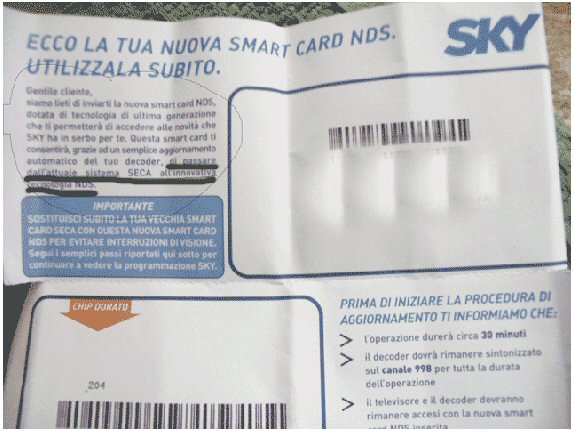 ECCO LA TUA NUOVA SMART CARD NDS.
UTILIZZALA SUBITO.
SKY
Gentile cliente,
siamo lieti di inviarti la nuova smart card NDS,
dotata di tecnologia di ultima generazione
che ti permetterà di accedere alle novità che
SKY ha in serbo per te. Questa smart card ti
consentirà, grazie ad un semplice aggiornamento
automatico del tuo decoder, di passare
dall'attuale sistema SECA all'innovativa
tecnologia NDS.
IMPORTANTE
SOSTITUISCI SUBITO LA TUA VECCHIA SMART
CARD SECA CON QUESTA NUOVA SMART CARD
NDS PER EVITARE INTERRUZIONI DI VISIONE.
Segui i semplici passi riportati qui sotto per
continuare a vedere la programmazione SKY.
CHIP DORATO
204
PRIMA DI INIZIARE LA PROCEDURA DI
AGGIORNAMENTO TI INFORMIAMO CHE:
> l'operazione durerà circa 30 minuti
> il decoder dovrà rimanere sintonizzato
sul canale 998 per tutta la durata
dell'operazione
> il televisore e il decoder dovranno
rimanere accesi con la nuova smart
card NDS inserita